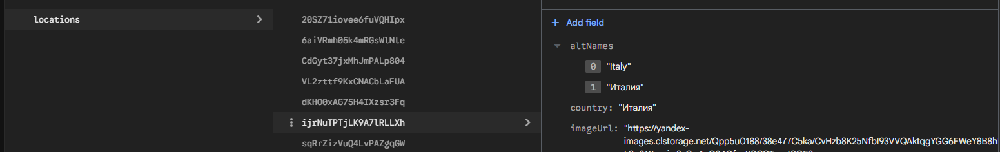 locations
20SZ71iovee6fuVQHIpx
6aiVRmh05k4mRGsWlNte
CdGyt37jxMhJmPALp804
VL2zttf9KxCNACbLaFUA
dKHO0xAG75H4IXzsr3Fq
ijrNuTPTjLK9A7lRLLXh
sqRrZizVuQ4LvPAZgqGW
+ Add field
altNames
0 "Italy"
1 "Италия"
country: "Италия"
imageUrl: "https://yandex-
images.clstorage.net/Qpp5u0188/38e477C5ka/CvHzb8K25NfbI93VVQAktqgYGG6FWeY8B8h